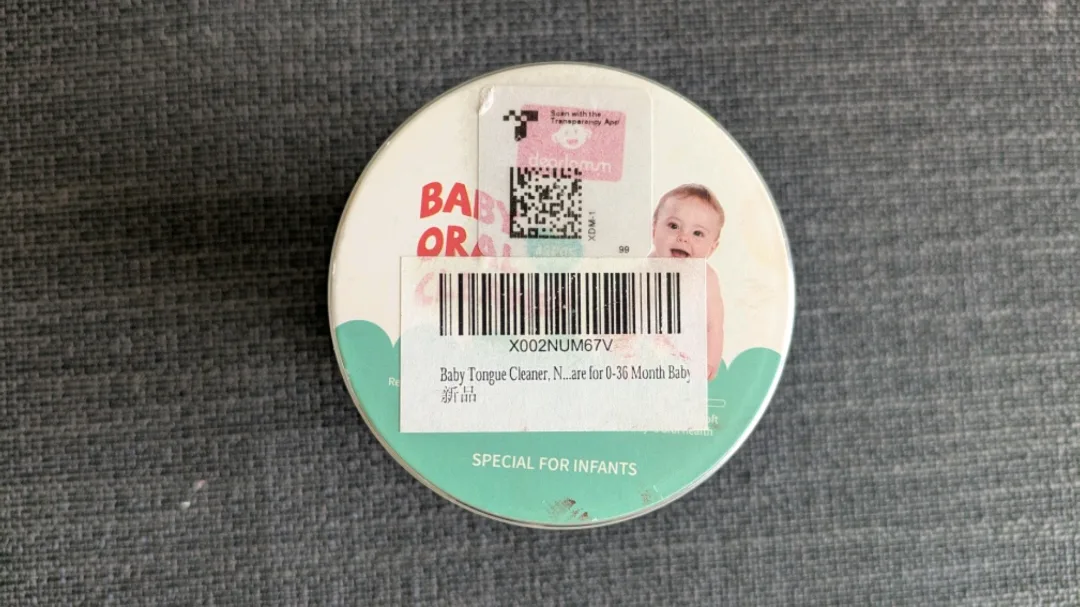 Scan with the
Transparency App!
dearlomum
XDM-1
99
BABY
ORAL
X002NUM67V
Baby Tongue Cleaner, N...are for 0-36 Month Baby
新品
SPECIAL FOR INFANTS